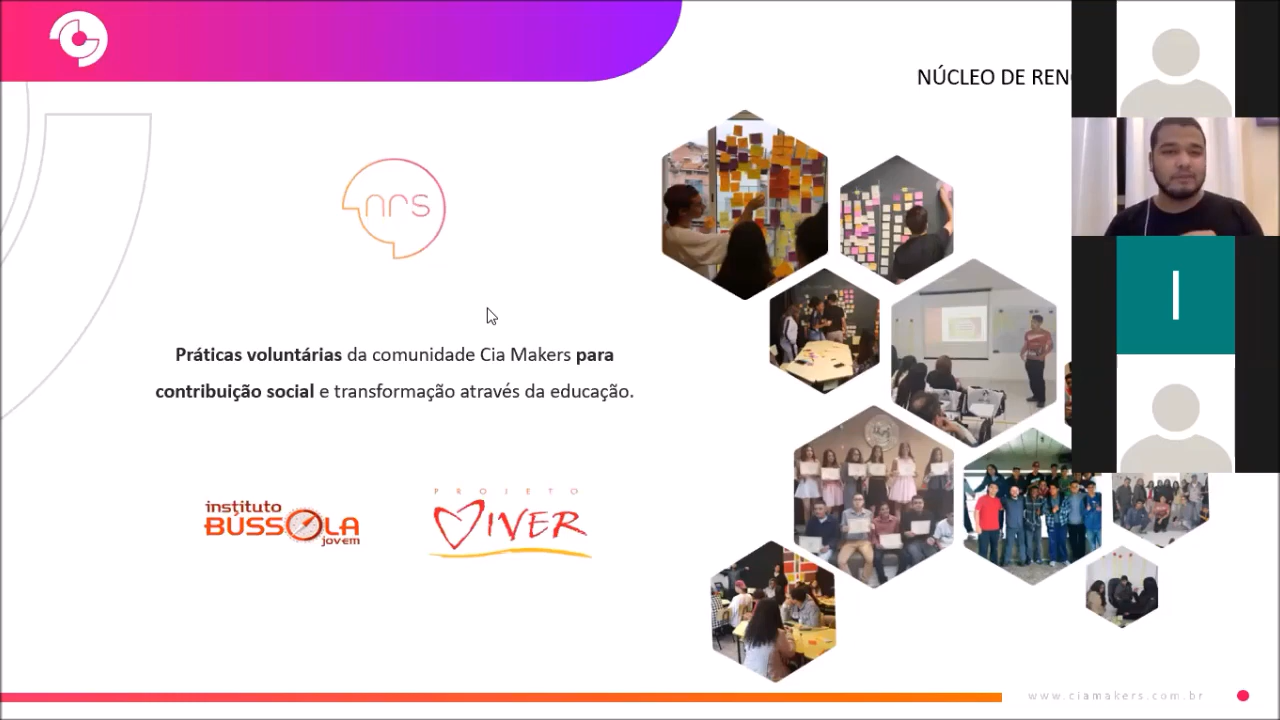 NÚCLEO DE
nrs
Práticas voluntárias da comunidade Cia Makers para
contribuição social e transformação através da educação.
instituto
BÚSSOLA
jovem
PROJETO
VIVER
I
www.ciamakers.com.br